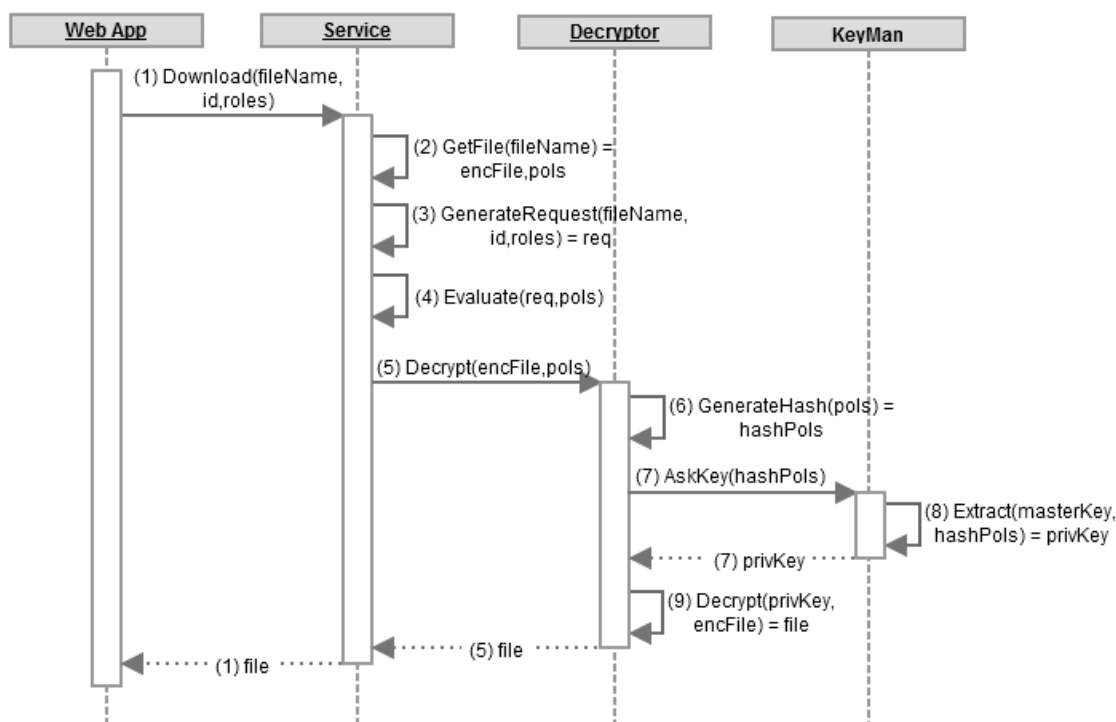 Web App
Service
Decryptor
KeyMan
(1) Download(fileName,
id,roles)
(2) GetFile(fileName) =
encFile,pols
(3) GenerateRequest(fileName,
id,roles) = req
(4) Evaluate(req,pols)
(5) Decrypt(encFile,pols)
(6) GenerateHash(pols) =
hashPols
(7) AskKey(hashPols)
(8) Extract(masterKey,
hashPols) = privKey
(7) privKey
(9) Decrypt(privKey,
encFile) = file
(5) file
(1) file